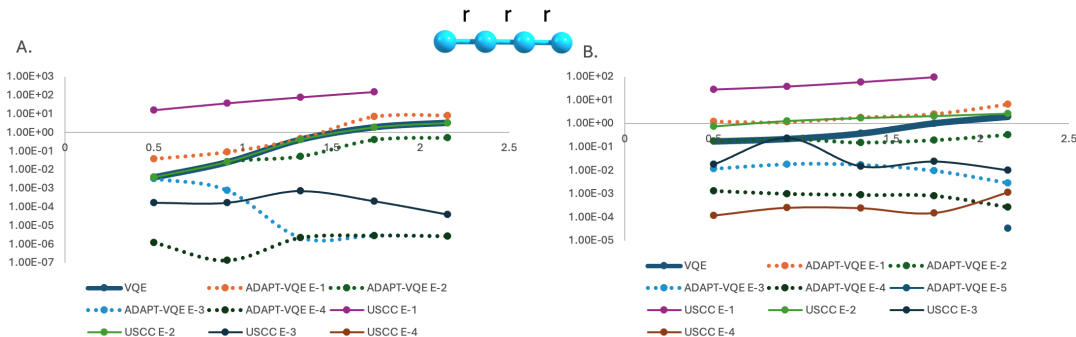 r r r
A.
1.00E+03
1.00E+02
1.00E+01
1.00E+00
1.00E-01
1.00E-02
1.00E-03
1.00E-04
1.00E-05
1.00E-06
1.00E-07
0 0.5 1 1.5 2 2.5
VQE ADAPT-VQE E-1 ADAPT-VQE E-2
ADAPT-VQE E-3 ADAPT-VQE E-4 USCC E-1
USCC E-2 USCC E-3 USCC E-4
B.
1.00E+02
1.00E+01
1.00E+00
1.00E-01
1.00E-02
1.00E-03
1.00E-04
1.00E-05
0 0.5 1 1.5 2 2.5
VQE ADAPT-VQE E-1 ADAPT-VQE E-2
ADAPT-VQE E-3 ADAPT-VQE E-4 ADAPT-VQE E-5
USCC E-1 USCC E-2 USCC E-3
USCC E-4